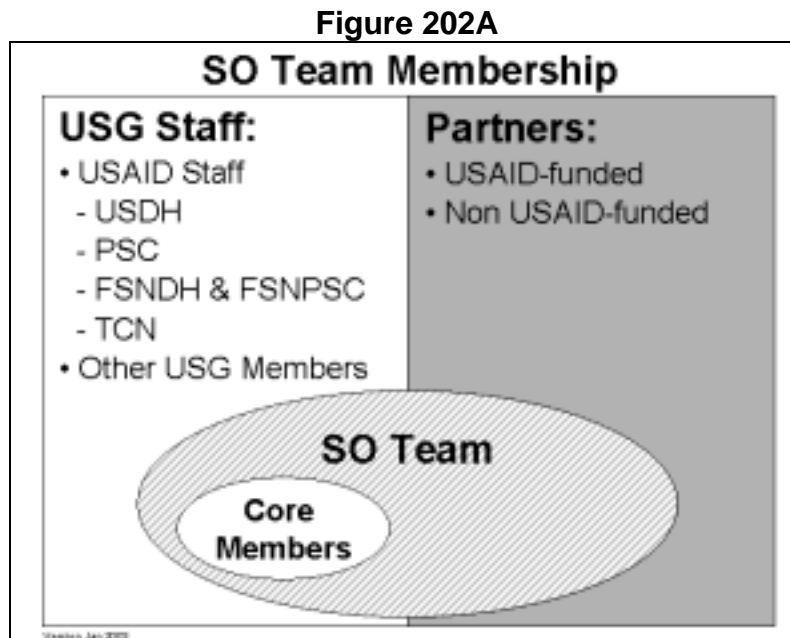 Figure 202A
SO Team Membership
USG Staff:
• USAID Staff
- USDH
- PSC
- FSNDH & FSNPSC
- TCN
• Other USG Members
Partners:
• USAID-funded
• Non USAID-funded
SO Team
Core
Members